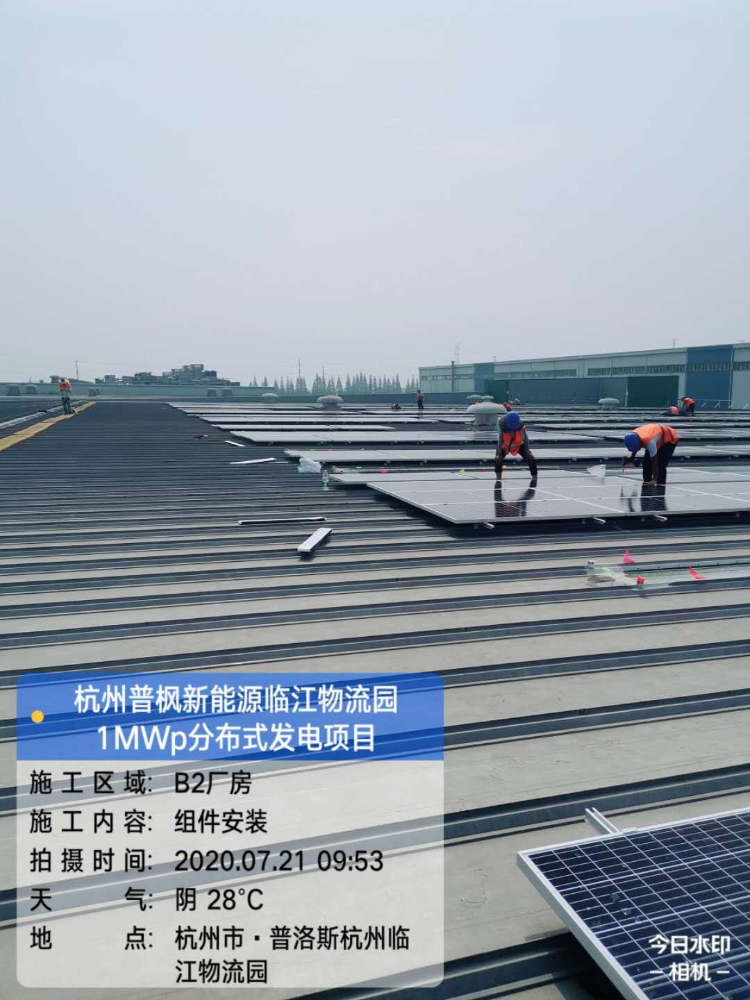 杭州普枫新能源临江物流园
1MWp分布式发电项目
施工区域: B2厂房
施工内容: 组件安装
拍摄时间: 2020.07.21 09:53
天气: 阴 28°C
地点: 杭州市·普洛斯杭州临
江物流园
今日水印
-相机-